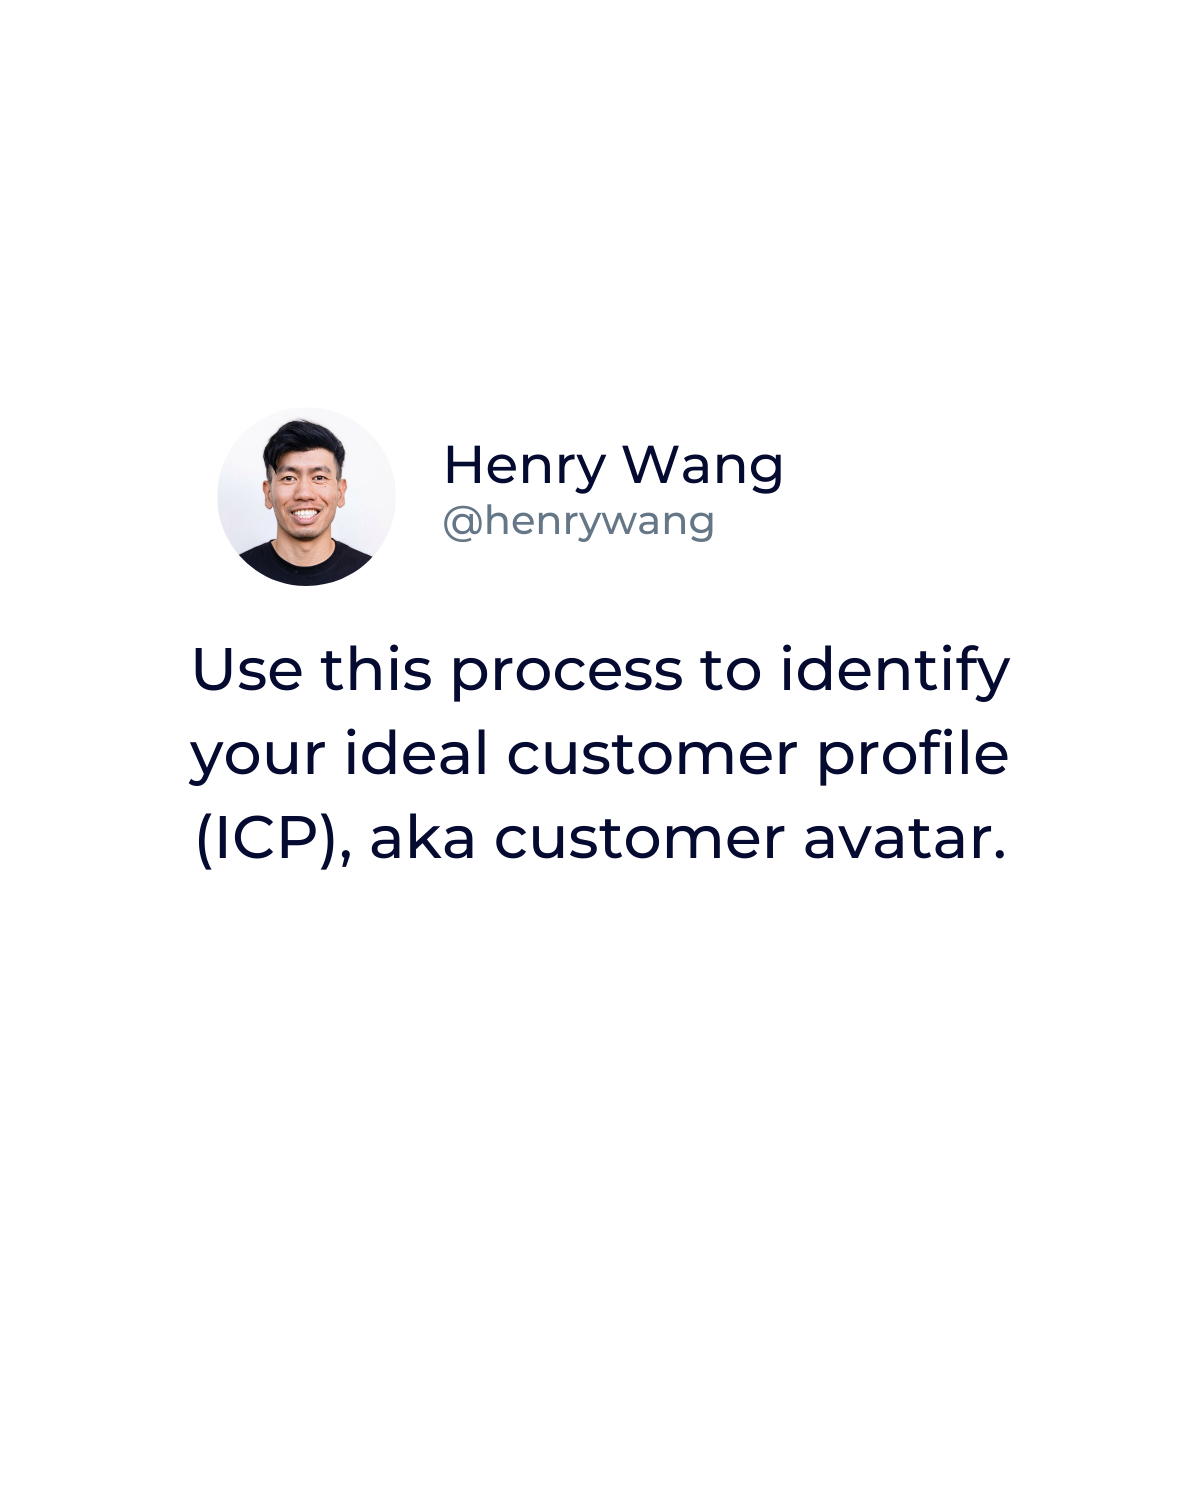 Henry Wang
@henrywang
Use this process to identify
your ideal customer profile
(ICP), aka customer avatar.